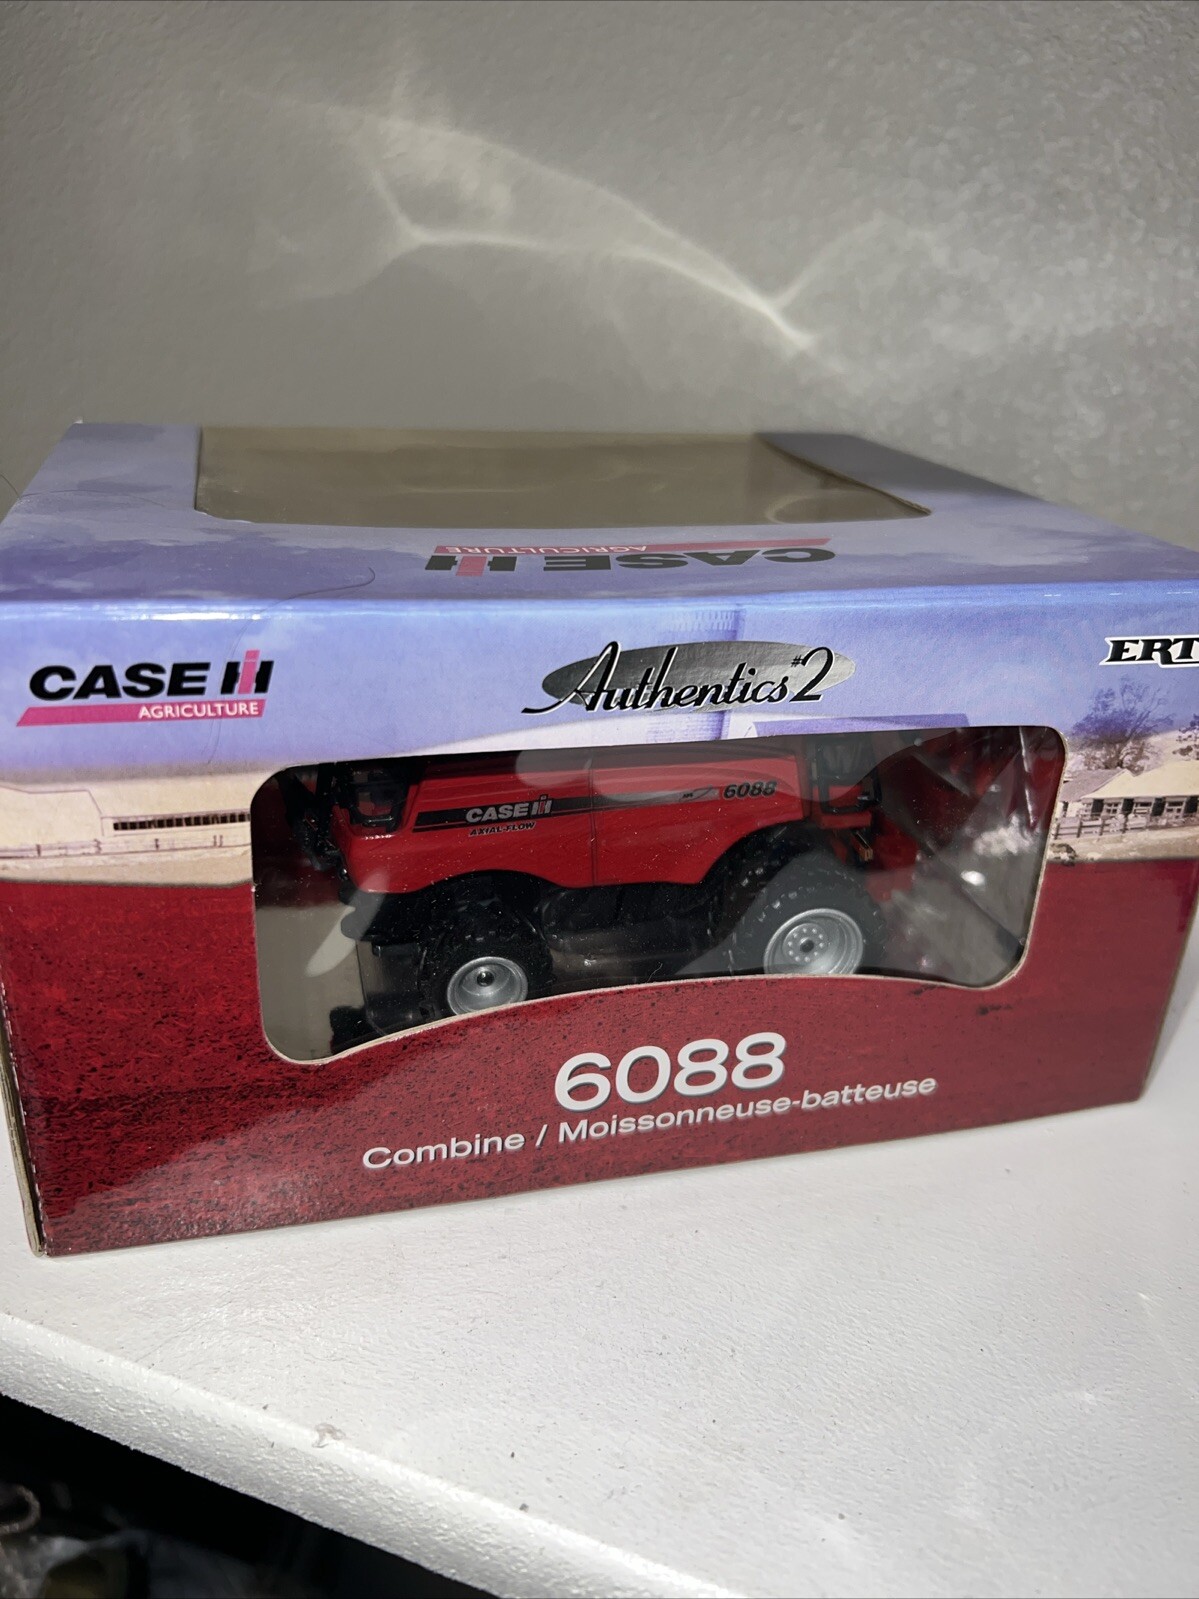 CASE IH
AGRICULTURE
CASE IH
AGRICULTURE
Authentics #2
ERT
CASE IH
AXIAL-FLOW
6088
6088
Combine / Moissonneuse-batteuse